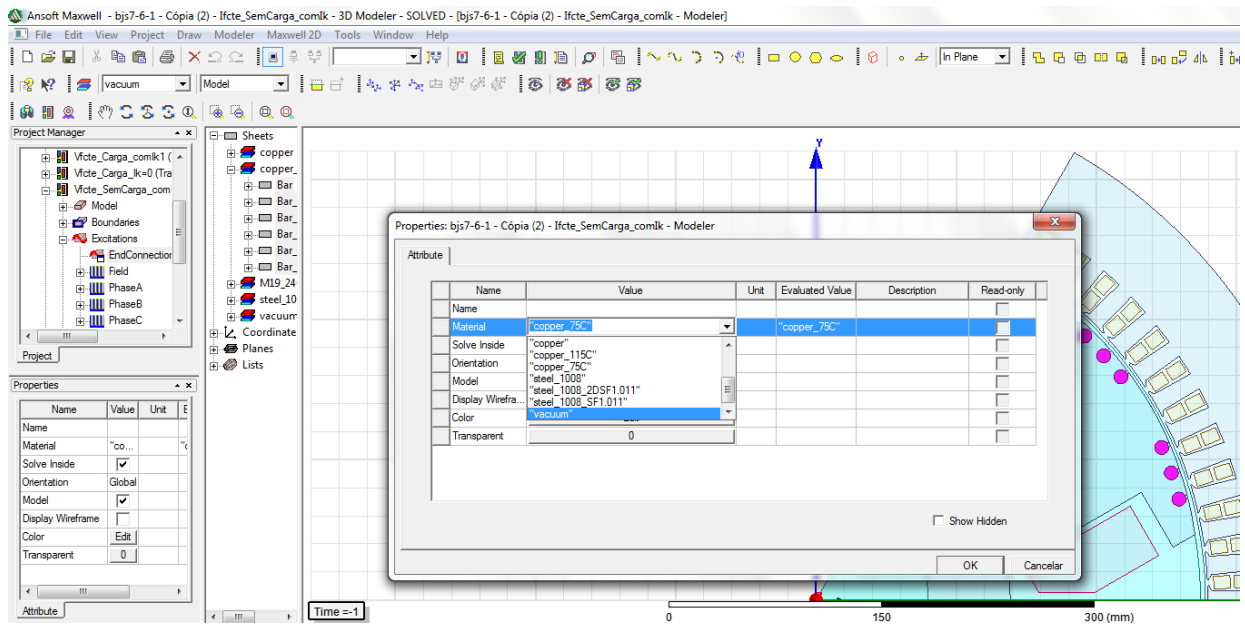 Ansoft Maxwell - bjs7-6-1 - Cópia (2) - Ifcte_SemCarga_comIk - 3D Modeler - SOLVED - [bjs7-6-1 - Cópia (2) - Ifcte_SemCarga_comIk - Modeler]
File Edit View Project Draw Modeler Maxwell 2D Tools Window Help
In Plane
vacuum Model
Project Manager
Vfcte_Carga_comIk1 (
Vfcte_Carga_Ik=0 (Tra
Vfcte_SemCarga_com
Model
Boundaries
Excitations
EndConnection
Field
PhaseA
PhaseB
PhaseC
Project
Sheets
copper
copper_
Bar_
Bar_
Bar_
Bar_
Bar_
Bar_
M19_24
steel_10
vacuum
Coordinate
Planes
Lists
Properties
Name Value Unit E
Name
Material "co... "c
Solve Inside
Orientation Global
Model
Display Wireframe
Color Edit
Transparent 0
Attribute
Y
Properties: bjs7-6-1 - Cópia (2) - Ifcte_SemCarga_comIk - Modeler
Attribute
Name Value Unit Evaluated Value Description Read-only
Name
Material "copper_75C" "copper_75C"
Solve Inside
Orientation
Model
Display Wirefra...
Color
Transparent 0
"copper"
"copper_115C"
"copper_75C"
"steel_1008"
"steel_1008_2DSF1.011"
"steel_1008_SF1.011"
"vacuum"
Show Hidden
OK Cancelar
Time =-1
0 150 300 (mm)